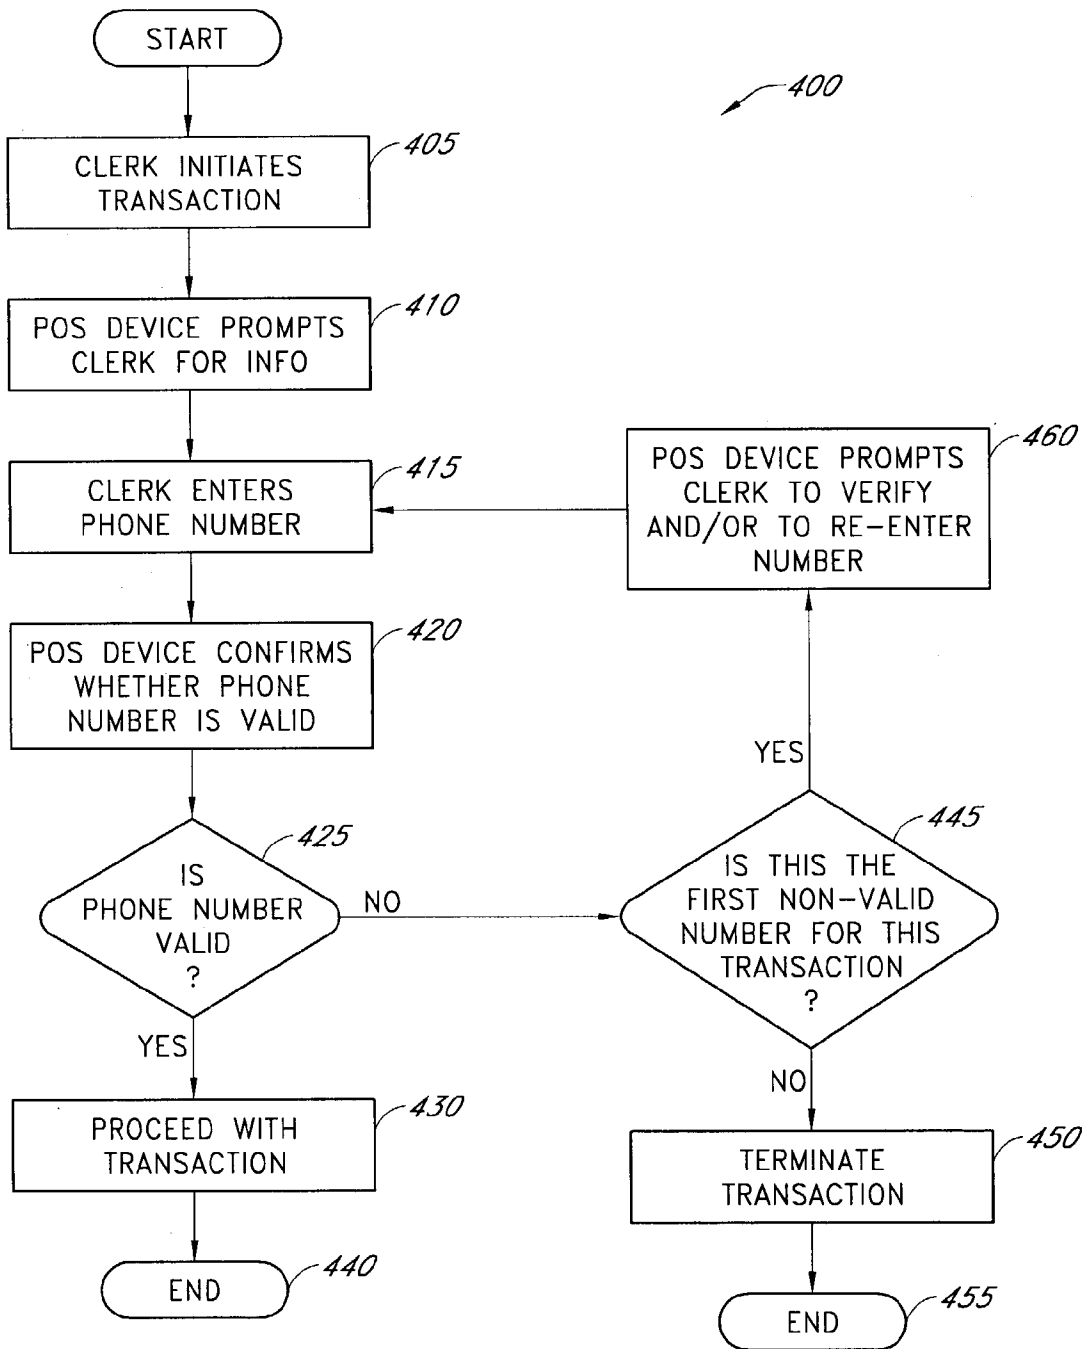 START
400
405
CLERK INITIATES
TRANSACTION
410
POS DEVICE PROMPTS
CLERK FOR INFO
415
CLERK ENTERS
PHONE NUMBER
460
POS DEVICE PROMPTS
CLERK TO VERIFY
AND/OR TO RE-ENTER
NUMBER
420
POS DEVICE CONFIRMS
WHETHER PHONE
NUMBER IS VALID
YES
425
IS
PHONE NUMBER
VALID
?
NO
445
IS THIS THE
FIRST NON-VALID
NUMBER FOR THIS
TRANSACTION
?
YES
NO
430
PROCEED WITH
TRANSACTION
450
TERMINATE
TRANSACTION
440
END
455
END